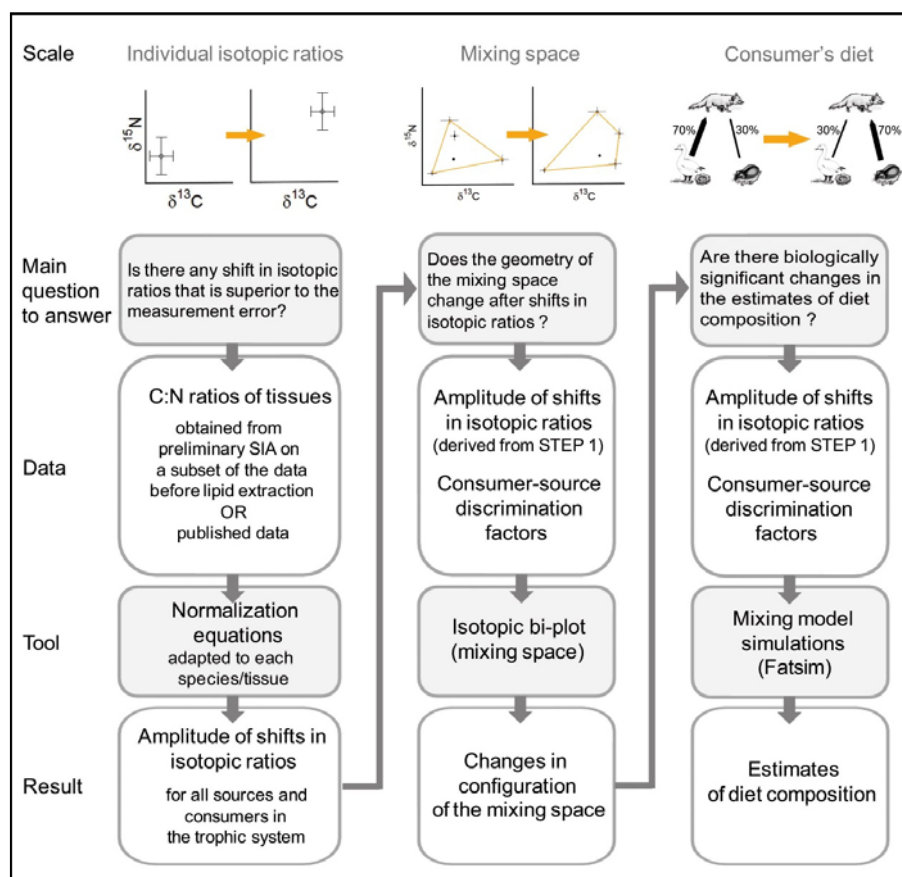 Scale
Individual isotopic ratios
Mixing space
Consumer's diet
δ15N
δ13C
δ13C
δ15N
δ13C
δ13C
70%
30%
30%
70%
Main
question
to answer
Is there any shift in isotopic
ratios that is superior to the
measurement error?
Does the geometry of
the mixing space
change after shifts in
isotopic ratios ?
Are there biologically
significant changes in
the estimates of diet
composition ?
Data
C:N ratios of tissues
obtained from
preliminary SIA on
a subset of the data
before lipid extraction
OR
published data
Amplitude of shifts
in isotopic ratios
(derived from STEP 1)
Consumer-source
discrimination
factors
Amplitude of shifts
in isotopic ratios
(derived from STEP 1)
Consumer-source
discrimination
factors
Tool
Normalization
equations
adapted to each
species/tissue
Isotopic bi-plot
(mixing space)
Mixing model
simulations
(Fatsim)
Result
Amplitude of shifts in
isotopic ratios
for all sources and
consumers in
the trophic system
Changes in
configuration
of the mixing space
Estimates
of diet composition